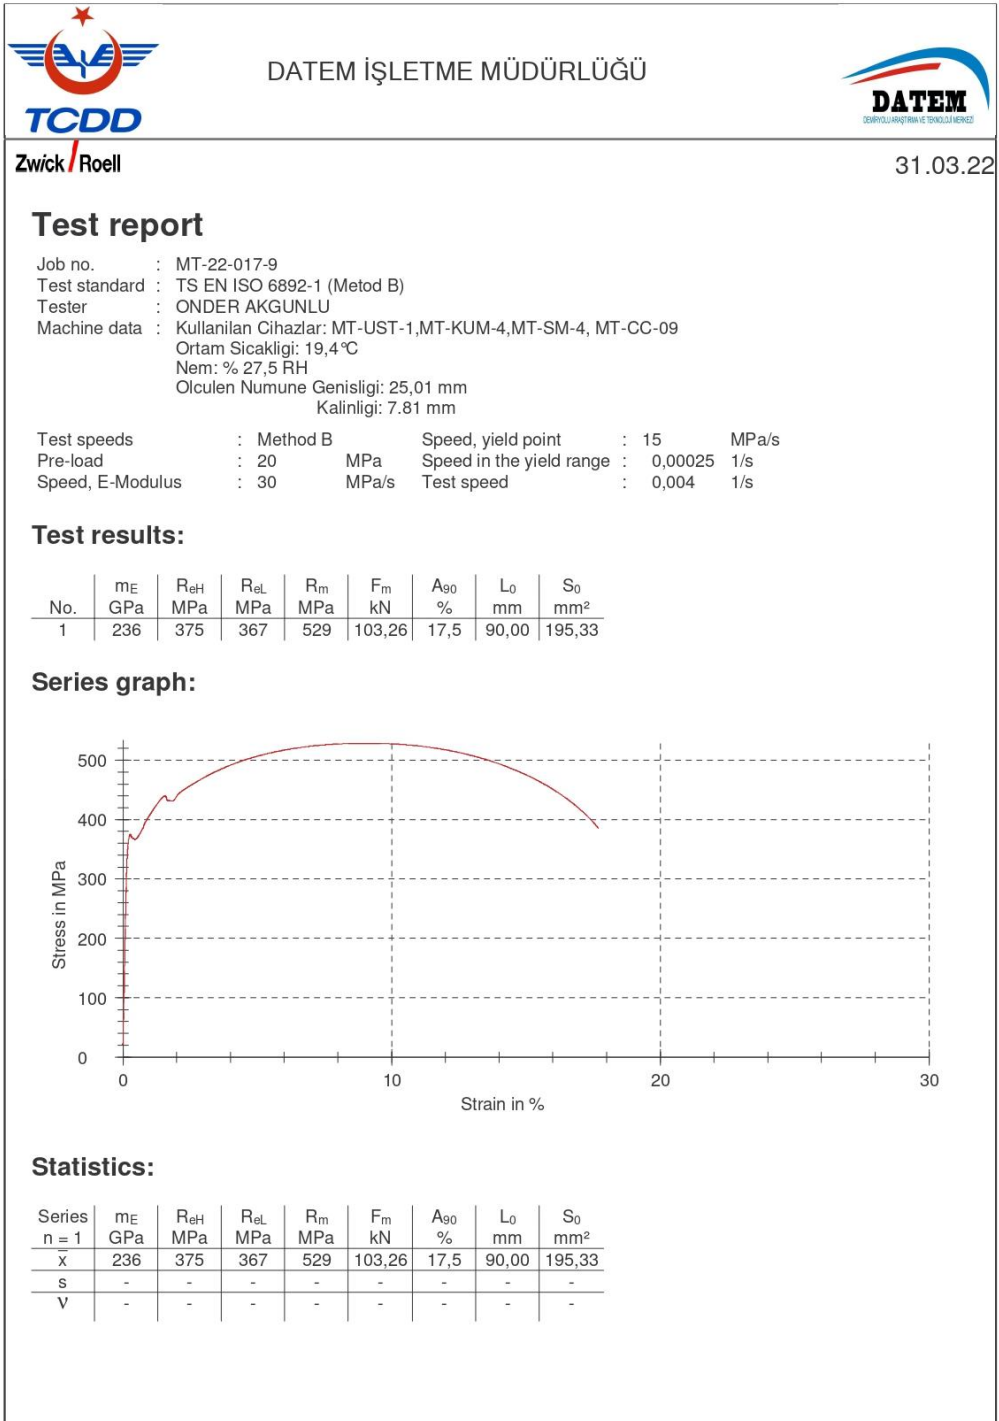 DATEM İŞLETME MÜDÜRLÜĞÜ
TCDD
DATEM
DEMİRYOLU ARAŞTIRMA VE TEKNOLOJİ MERKEZİ
Zwick / Roell
31.03.22
Test report
Job no. : MT-22-017-9
Test standard : TS EN ISO 6892-1 (Metod B)
Tester : ONDER AKGUNLU
Machine data : Kullanilan Cihazlar: MT-UST-1,MT-KUM-4,MT-SM-4, MT-CC-09
Ortam Sicakligi: 19,4°C
Nem: % 27,5 RH
Olculen Numune Genisligi: 25,01 mm
Kalinligi: 7.81 mm
Test speeds : Method B Speed, yield point : 15 MPa/s
Pre-load : 20 MPa Speed in the yield range : 0,00025 1/s
Speed, E-Modulus : 30 MPa/s Test speed : 0,004 1/s
Test results:
mE ReH ReL Rm Fm A90 L0 S0
No. GPa MPa MPa MPa kN % mm mm²
1 236 375 367 529 103,26 17,5 90,00 195,33
Series graph:
500
400
300
200
100
0
Stress in MPa
0 10 20 30
Strain in %
Statistics:
Series mE ReH ReL Rm Fm A90 L0 S0
n = 1 GPa MPa MPa MPa kN % mm mm²
x̅ 236 375 367 529 103,26 17,5 90,00 195,33
s - - - - - - - -
ν - - - - - - - -